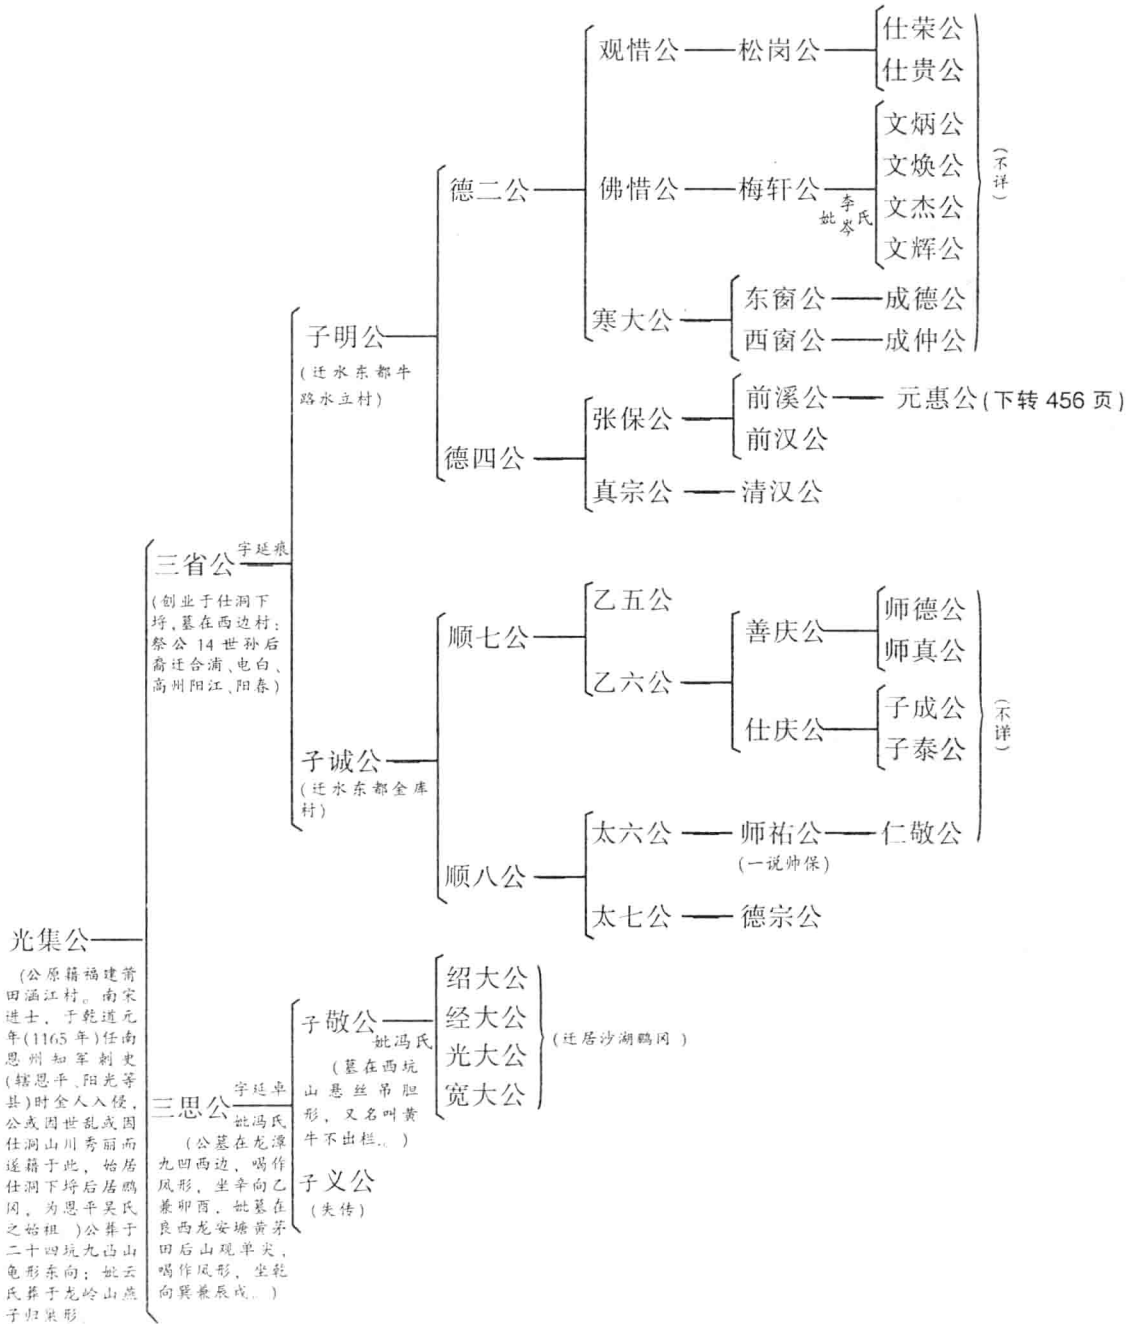 光集公
(公原籍福建莆
田涵江村。南宋
进士,于乾道元
年(1165年)任南
恩州知军刺史
(辖恩平、阳光等
县)时金人入侵,
公或因世乱或因
仕洞山川秀丽而
遂籍于此,始居
仕洞下埒后居鹏
冈,为恩平吴氏
之始祖 )公葬于
二十四坑九凸山
龟形东向;妣云
氏葬于龙岭山燕
子归巢形
三省公
字延痕
(创业于仕洞下
埒,墓在西边村;
祭公14世孙后
裔迁合浦、电白、
高州阳江、阳春)
子明公
(迁水东都牛
路水立村)
德二公
观惜公
松岗公
仕荣公
仕贵公
佛惜公
梅轩公
妣李岑氏
文炳公
文焕公
文杰公
文辉公
寒大公
东窗公
成德公
西窗公
成仲公
(不详)
德四公
张保公
前溪公
元惠公(下转456页)
前汉公
真宗公
清汉公
子诚公
(迁水东都金库
村)
顺七公
乙五公
乙六公
善庆公
师德公
师真公
仕庆公
子成公
子泰公
顺八公
太六公
师祐公
(一说帅保)
仁敬公
(不详)
太七公
德宗公
三思公
字延卓
妣冯氏
(公墓在龙潭
九凹西边,喝作
凤形,坐辛向乙
兼卯酉,妣墓在
良西龙安塘黄茅
田后山观单尖,
喝作凤形,坐乾
向巽兼辰戌。)
子敬公
妣冯氏
(墓在西坑
山悬丝吊胆
形,又名叫黄
牛不出栏。)
绍大公
经大公
光大公
宽大公
(迁居沙湖鹏冈)
子义公
(失传)